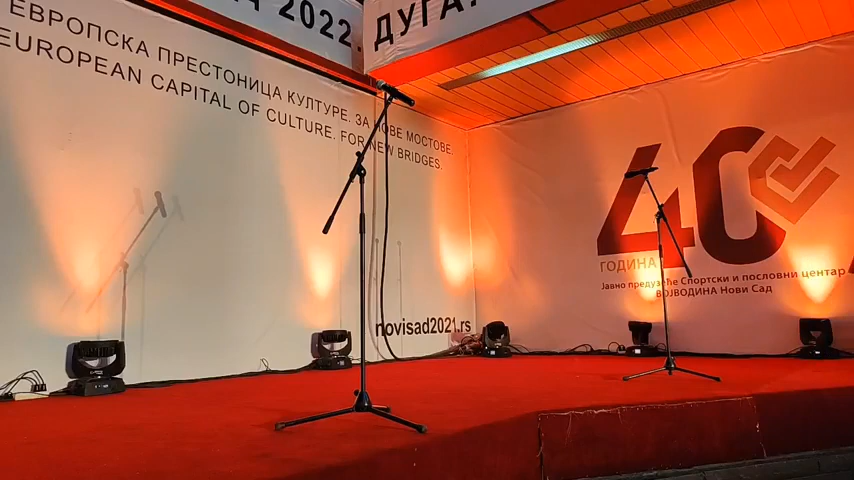 2022.
ДУГА.
ЕВРОПСКА ПРЕСТОНИЦА КУЛТУРЕ. ЗА НОВЕ МОСТОВЕ.
EUROPEAN CAPITAL OF CULTURE. FOR NEW BRIDGES.
40
ГОДИНА
Јавно предузеће Спортски и пословни центар
ВОЈВОДИНА Нови Сад
novisad2021.rs